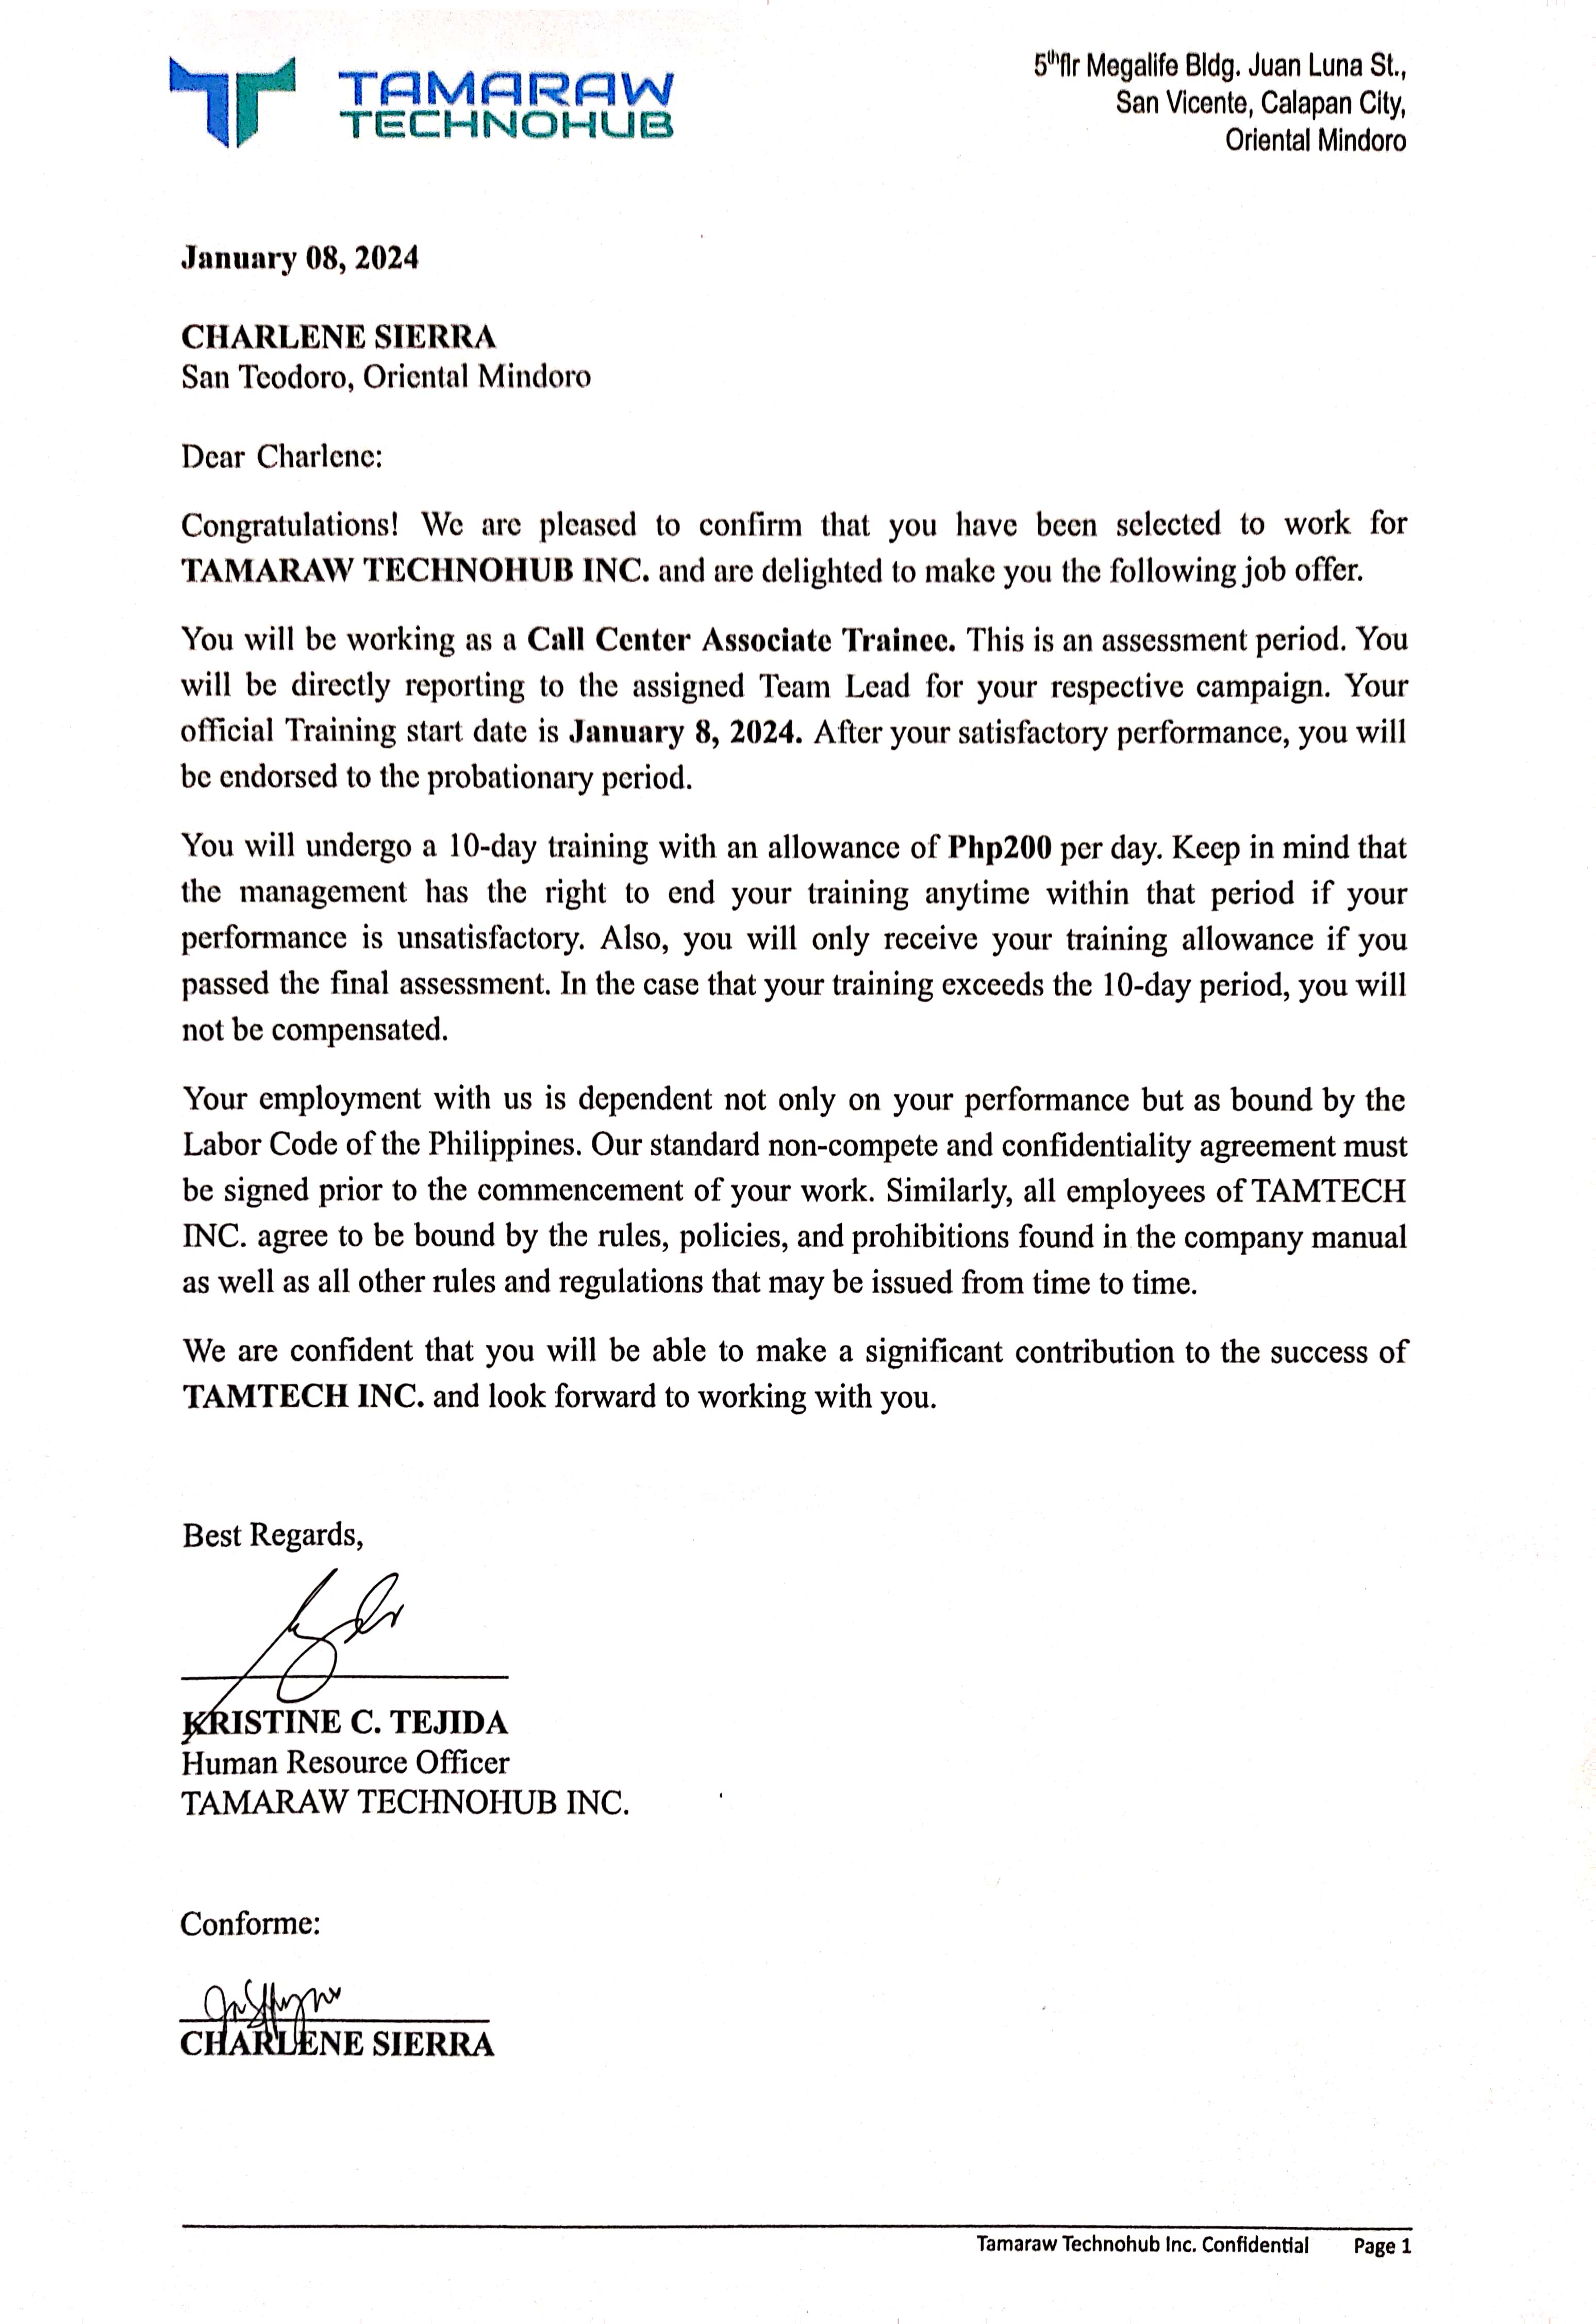 TAMARAW
TECHNOHUB
5thflr Megalife Bldg. Juan Luna St.,
San Vicente, Calapan City,
Oriental Mindoro
January 08, 2024
CHARLENE SIERRA
San Teodoro, Oriental Mindoro
Dear Charlene:
Congratulations! We are pleased to confirm that you have been selected to work for
TAMARAW TECHNOHUB INC. and are delighted to make you the following job offer.
You will be working as a Call Center Associate Trainee. This is an assessment period. You
will be directly reporting to the assigned Team Lead for your respective campaign. Your
official Training start date is January 8, 2024. After your satisfactory performance, you will
be endorsed to the probationary period.
You will undergo a 10-day training with an allowance of Php200 per day. Keep in mind that
the management has the right to end your training anytime within that period if your
performance is unsatisfactory. Also, you will only receive your training allowance if you
passed the final assessment. In the case that your training exceeds the 10-day period, you will
not be compensated.
Your employment with us is dependent not only on your performance but as bound by the
Labor Code of the Philippines. Our standard non-compete and confidentiality agreement must
be signed prior to the commencement of your work. Similarly, all employees of TAMTECH
INC. agree to be bound by the rules, policies, and prohibitions found in the company manual
as well as all other rules and regulations that may be issued from time to time.
We are confident that you will be able to make a significant contribution to the success of
TAMTECH INC. and look forward to working with you.
Best Regards,
KRISTINE C. TEJIDA
Human Resource Officer
TAMARAW TECHNOHUB INC.
Conforme:
CHARLENE SIERRA
Tamaraw Technohub Inc. Confidential Page 1